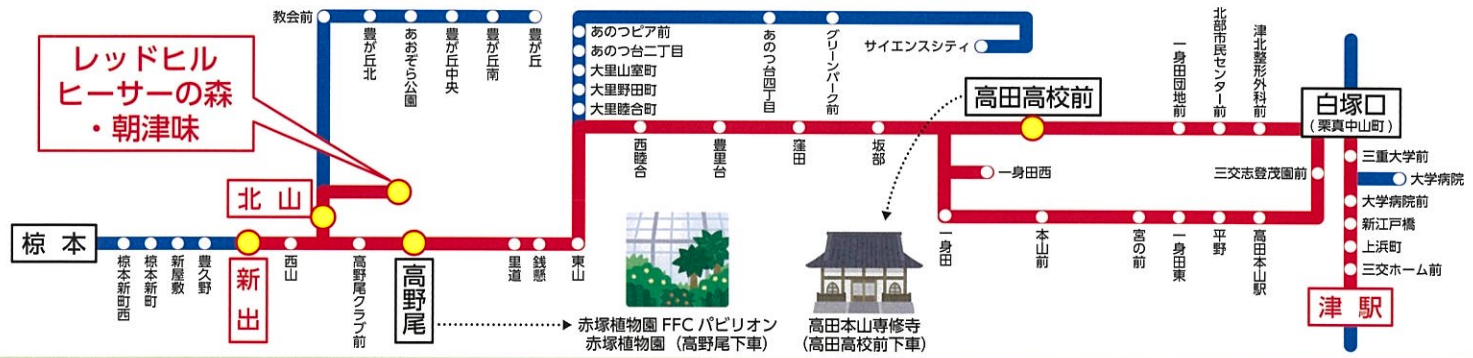 教会前
豊が丘北
あおぞら公園
豊が丘中央
豊が丘南
豊が丘
レッドヒル
ヒーサーの森
・朝津味
北山
椋本
椋本新町西
椋本新町
新屋敷
豊久野
新出
西山
高野尾クラブ前
高野尾
里道
銭懸
東山
あのつピア前
あのつ台二丁目
大里山室町
大里野田町
大里睦合町
あのつ台四丁目
グリーンパーク前
サイエンスシティ
西睦合
豊里台
窪田
坂部
高田高校前
一身田団地前
北部市民センター前
津北整形外科前
白塚口
(栗真中山町)
一身田西
一身田
本山前
宮の前
一身田東
平野
高田本山駅
三交志登茂園前
三重大学前
大学病院
大学病院前
新江戸橋
上浜町
三交ホーム前
津駅
赤塚植物園 FFC パビリオン
赤塚植物園（高野尾下車）
高田本山専修寺
（高田高校前下車）